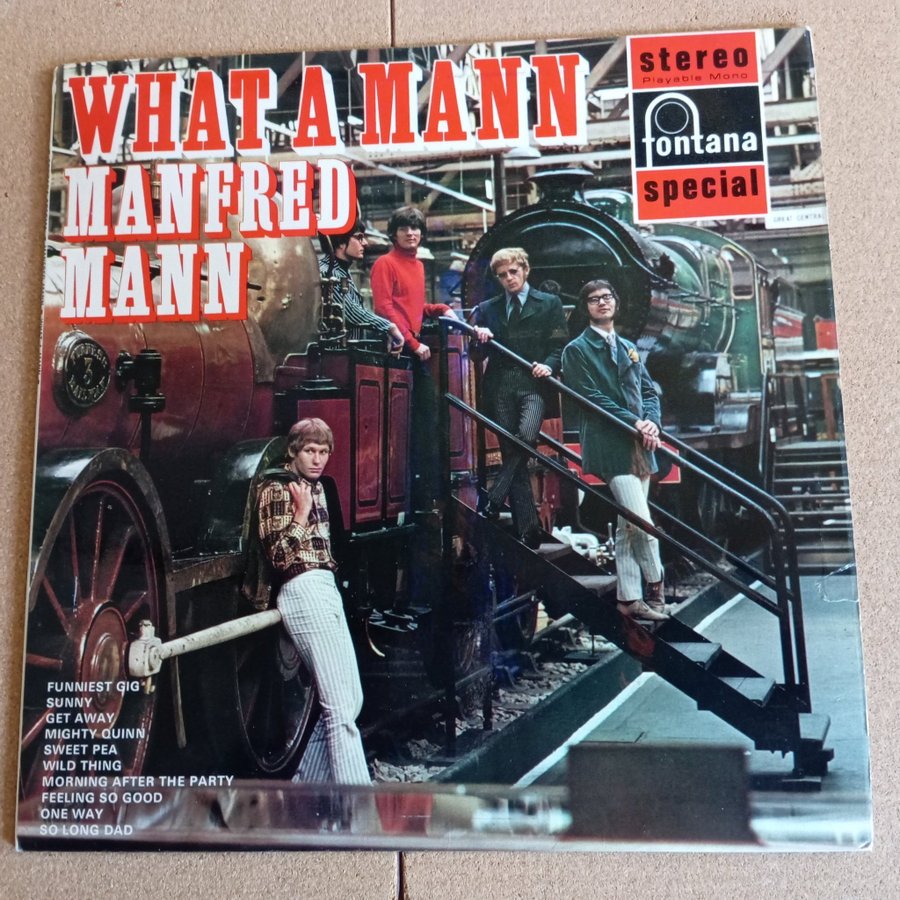 WHAT A MANN
MANFRED
MANN
stereo
Playable Mono
fontana
special
GREAT CENTRAL
3
FUNNIEST GIG
SUNNY
GET AWAY
MIGHTY QUINN
SWEET PEA
WILD THING
MORNING AFTER THE PARTY
FEELING SO GOOD
ONE WAY
SO LONG DAD